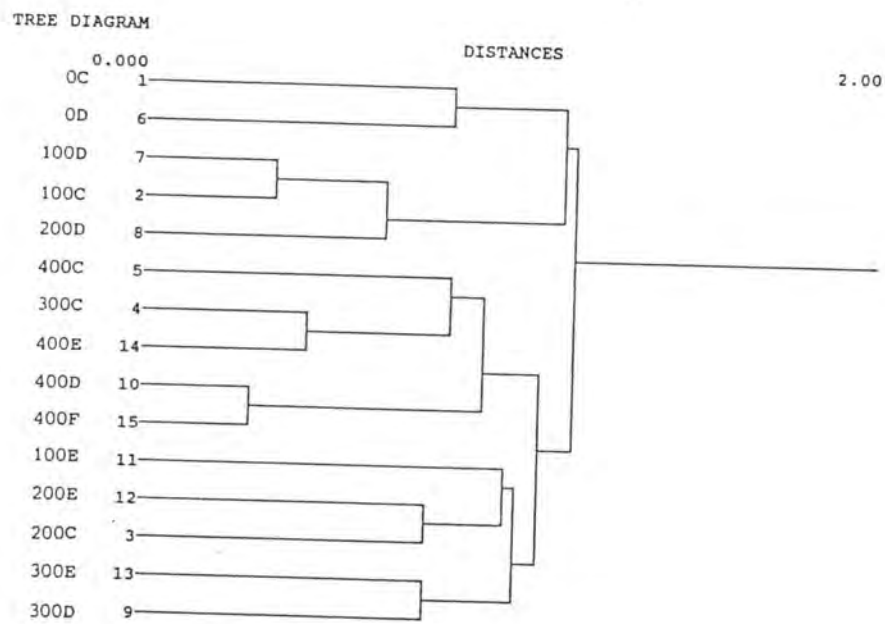 TREE DIAGRAM
DISTANCES
0.000 2.00
0C 1
0D 6
100D 7
100C 2
200D 8
400C 5
300C 4
400E 14
400D 10
400F 15
100E 11
200E 12
200C 3
300E 13
300D 9